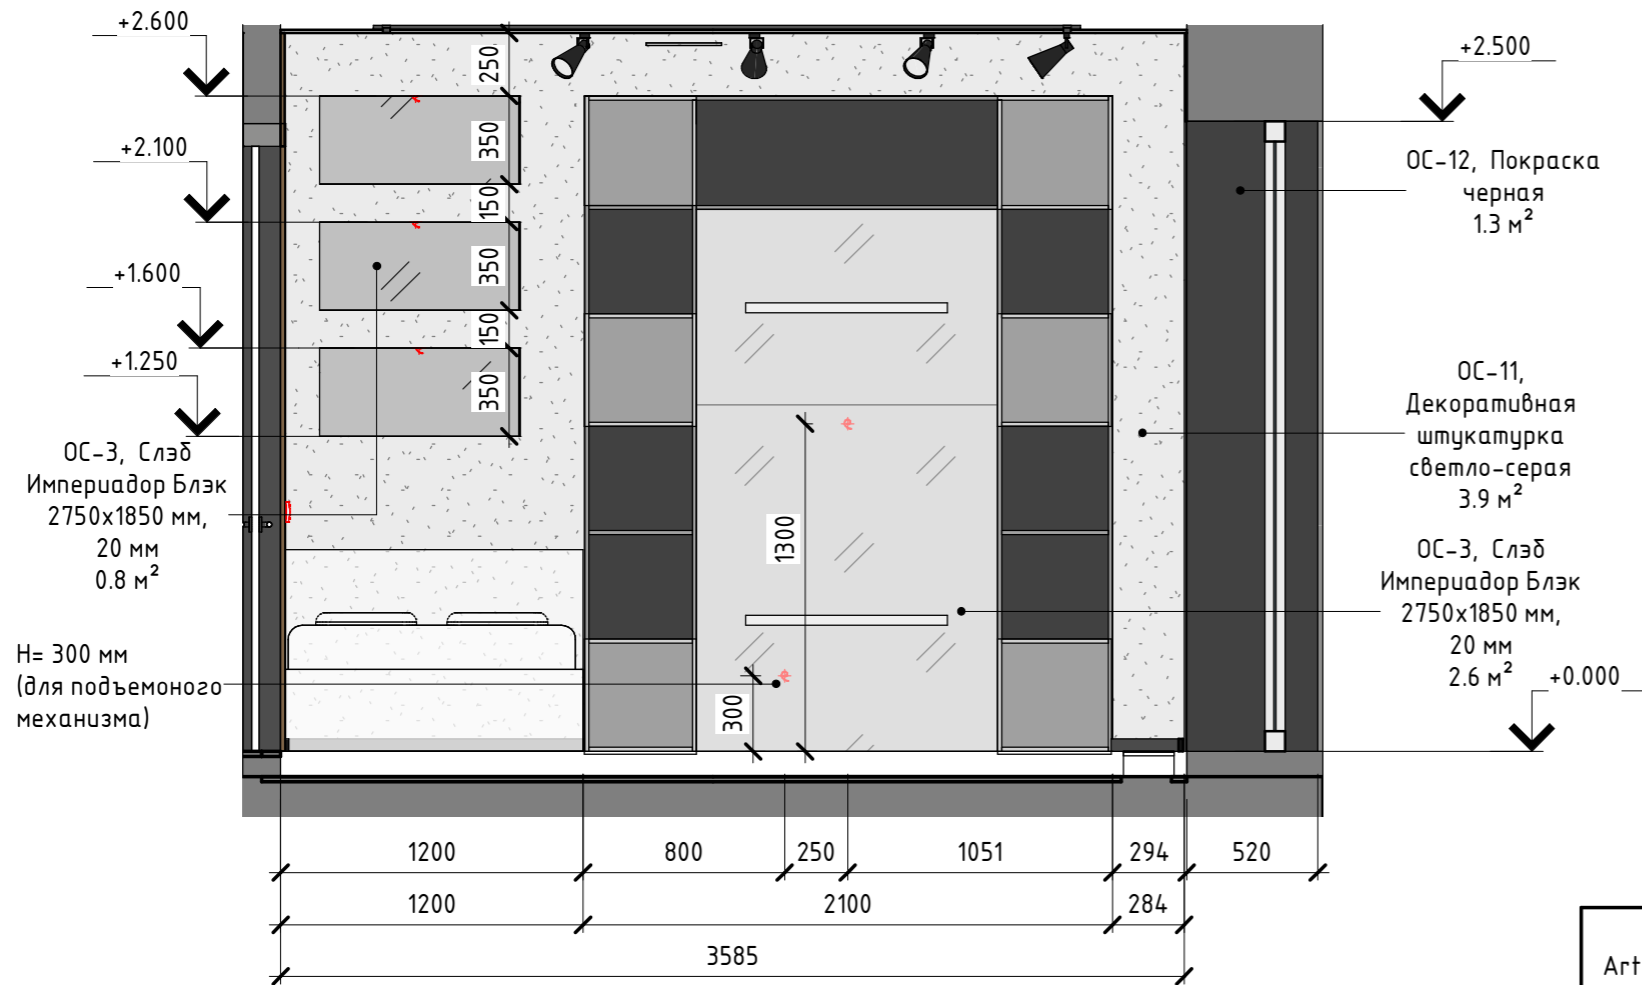 +2.600
+2.100
+1.600
+1.250
ОС-3, Слэб
Империадор Блэк
2750х1850 мм,
20 мм
0.8 м²
H= 300 мм
(для подъемоного
механизма)
250
350
150
350
150
350
1300
300
+2.500
ОС-12, Покраска
черная
1.3 м²
ОС-11,
Декоративная
штукатурка
светло-серая
3.9 м²
ОС-3, Слэб
Империадор Блэк
2750х1850 мм,
20 мм
2.6 м²
+0.000
1200 800 250 1051 294 520
1200 2100 284
3585
Art